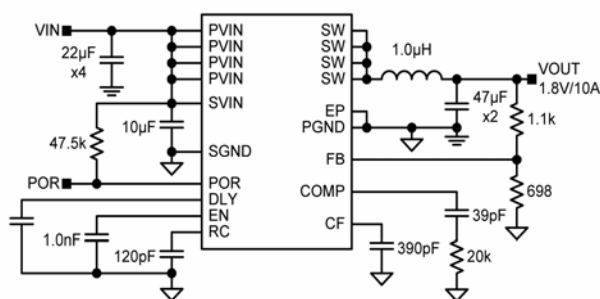 VIN
22µF
x4
47.5k
POR
10µF
1.0nF
120pF
PVIN
PVIN
PVIN
PVIN
SVIN
SGND
POR
DLY
EN
RC
SW
SW
SW
SW
EP
PGND
FB
COMP
CF
1.0µH
VOUT
1.8V/10A
47µF
x2
1.1k
698
39pF
390pF
20k